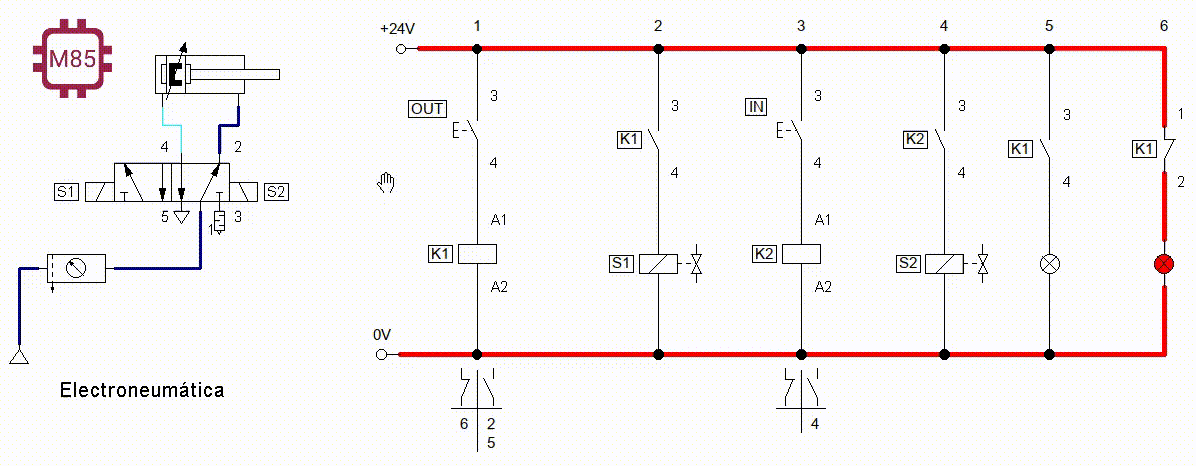 M85
+24V
1 2 3 4 5 6
3 3 3 3 3 1
OUT IN
K1 K2 K1 K1
4 4 4 4 4 2
4 2
S1 S2
5 1 3
A1 A1
K1 S1 K2 S2
A2 A2
0V
Electroneumática
6 2 4
5